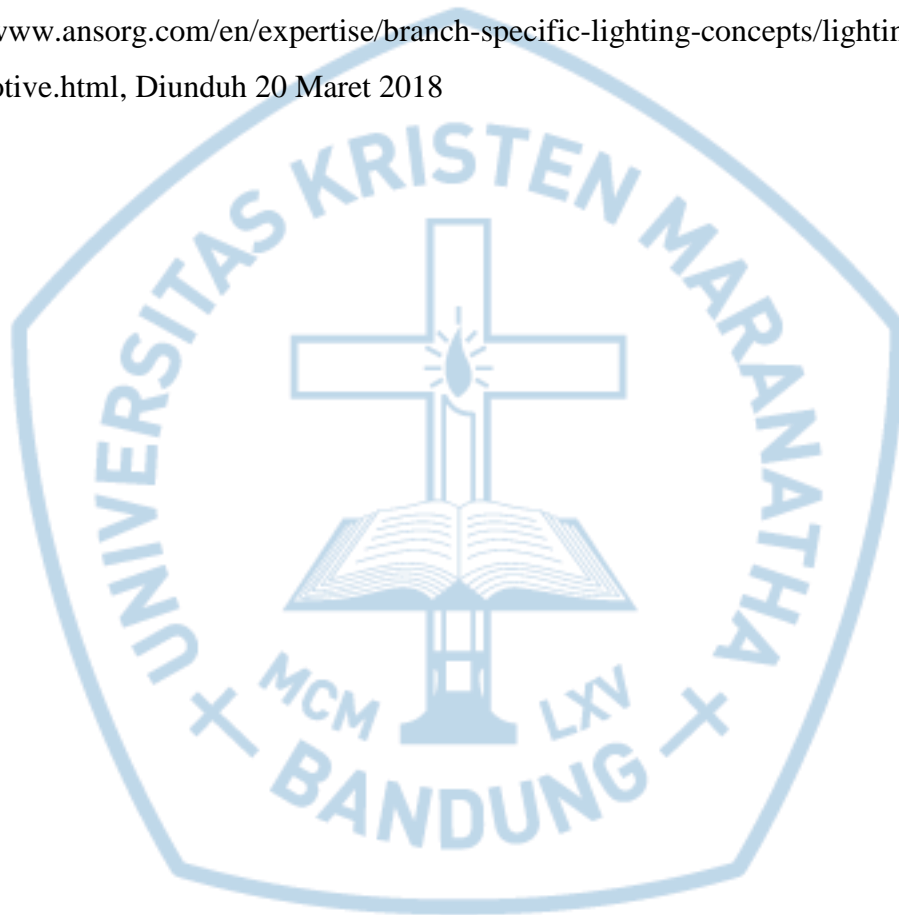 www.ansorg.com/en/expertise/branch-specific-lighting-concepts/lightin
otive.html, Diunduh 20 Maret 2018
UNIVERSITAS KRISTEN MARANATHA
MCM LXV
BANDUNG